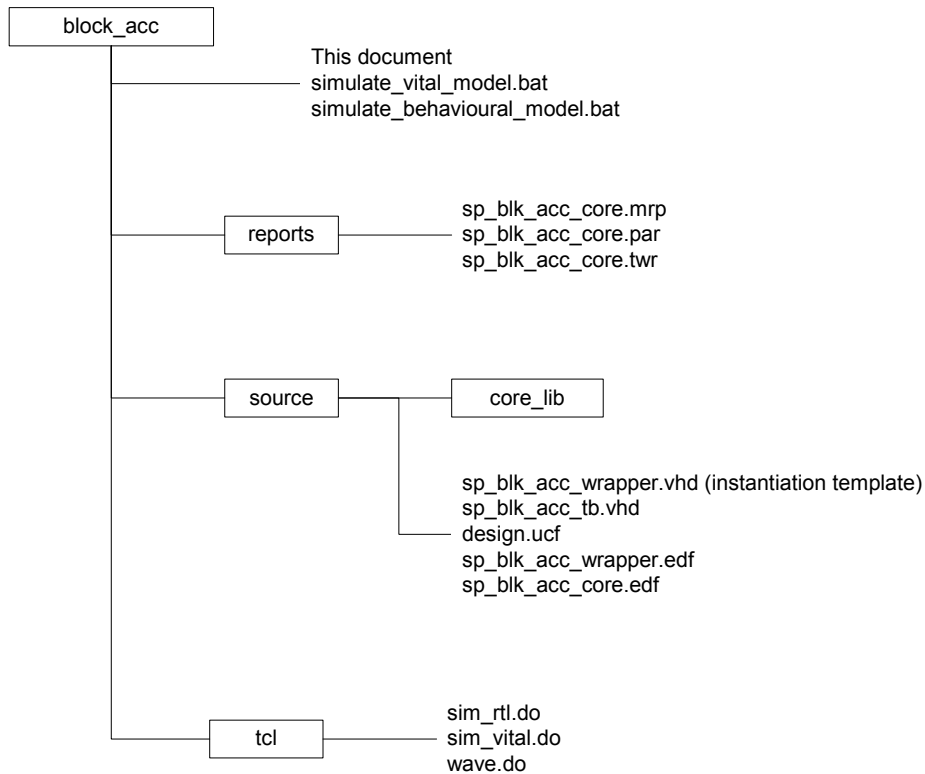 block_acc
This document
simulate_vital_model.bat
simulate_behavioural_model.bat
reports
sp_blk_acc_core.mrp
sp_blk_acc_core.par
sp_blk_acc_core.twr
source
core_lib
sp_blk_acc_wrapper.vhd (instantiation template)
sp_blk_acc_tb.vhd
design.ucf
sp_blk_acc_wrapper.edf
sp_blk_acc_core.edf
tcl
sim_rtl.do
sim_vital.do
wave.do